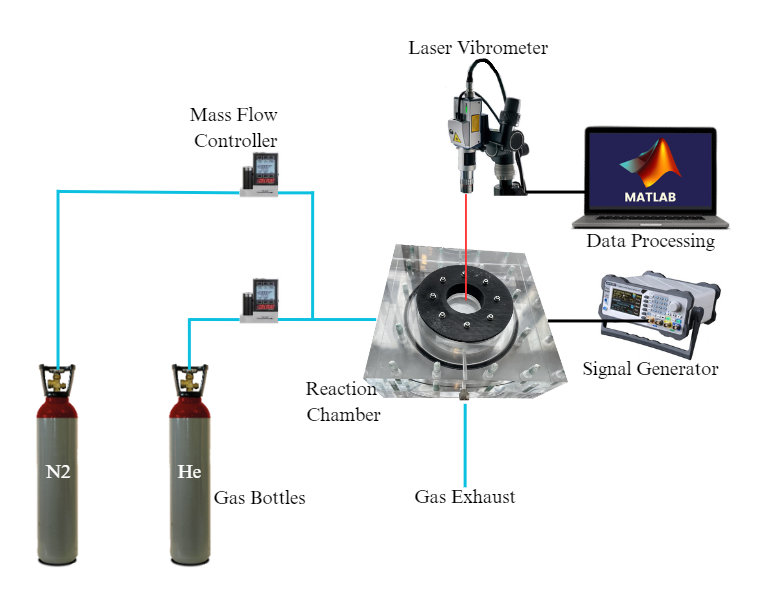 Laser Vibrometer
Mass Flow
Controller
MATLAB
Data Processing
Signal Generator
Reaction
Chamber
N2
He
Gas Bottles
Gas Exhaust